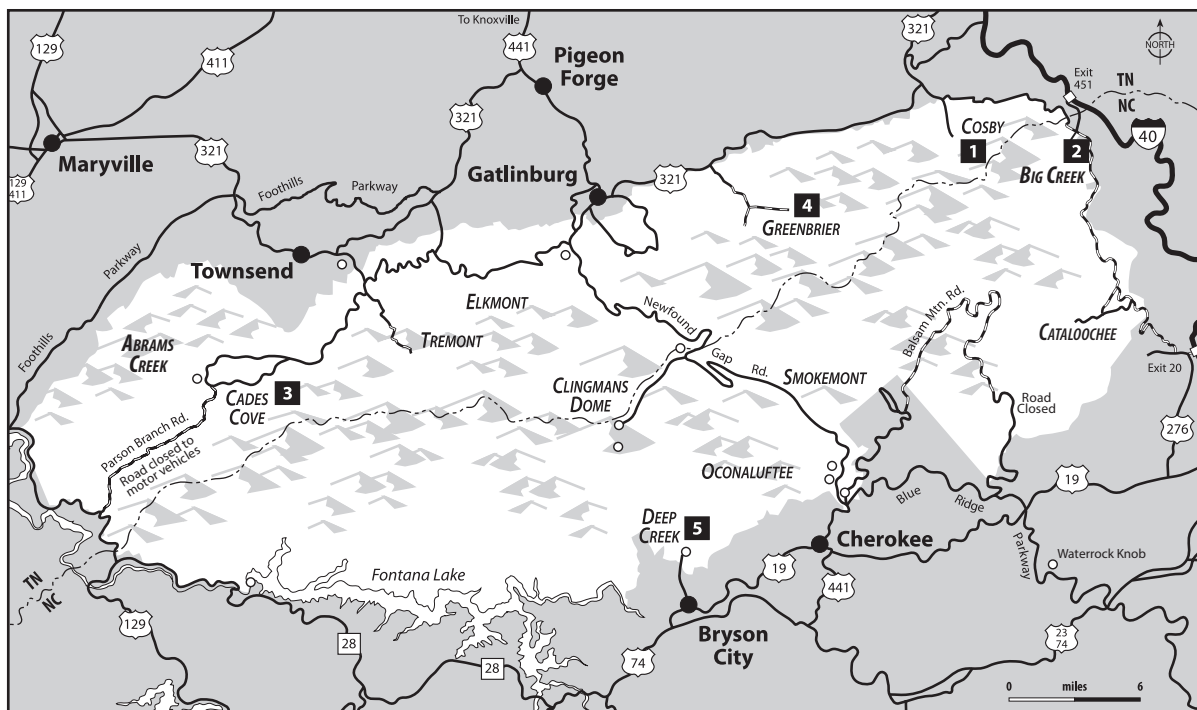 To Knoxville
129
411
441
321
Pigeon
Forge
NORTH
Exit
451
TN
NC
321
COSBY
1
2
40
Maryville
321
129
411
Foothills
Parkway
Gatlinburg
321
BIG CREEK
4
GREENBRIER
Parkway
Townsend
ELKMONT
Newfound
Gap
Rd.
Balsam Mtn. Rd.
Foothills
ABRAMS
CREEK
TREMONT
CATALOOCHEE
CLINGMANS
DOME
SMOKEMONT
Exit 20
CADES
COVE
3
Road
Closed
Parson Branch Rd.
Road closed to
motor vehicles
276
OCONALUFTEE
19
Blue
Ridge
Parkway
DEEP
CREEK
5
Cherokee
Waterrock Knob
TN
NC
Fontana Lake
19
441
129
28
28
Bryson
City
74
23
74
0 miles 6